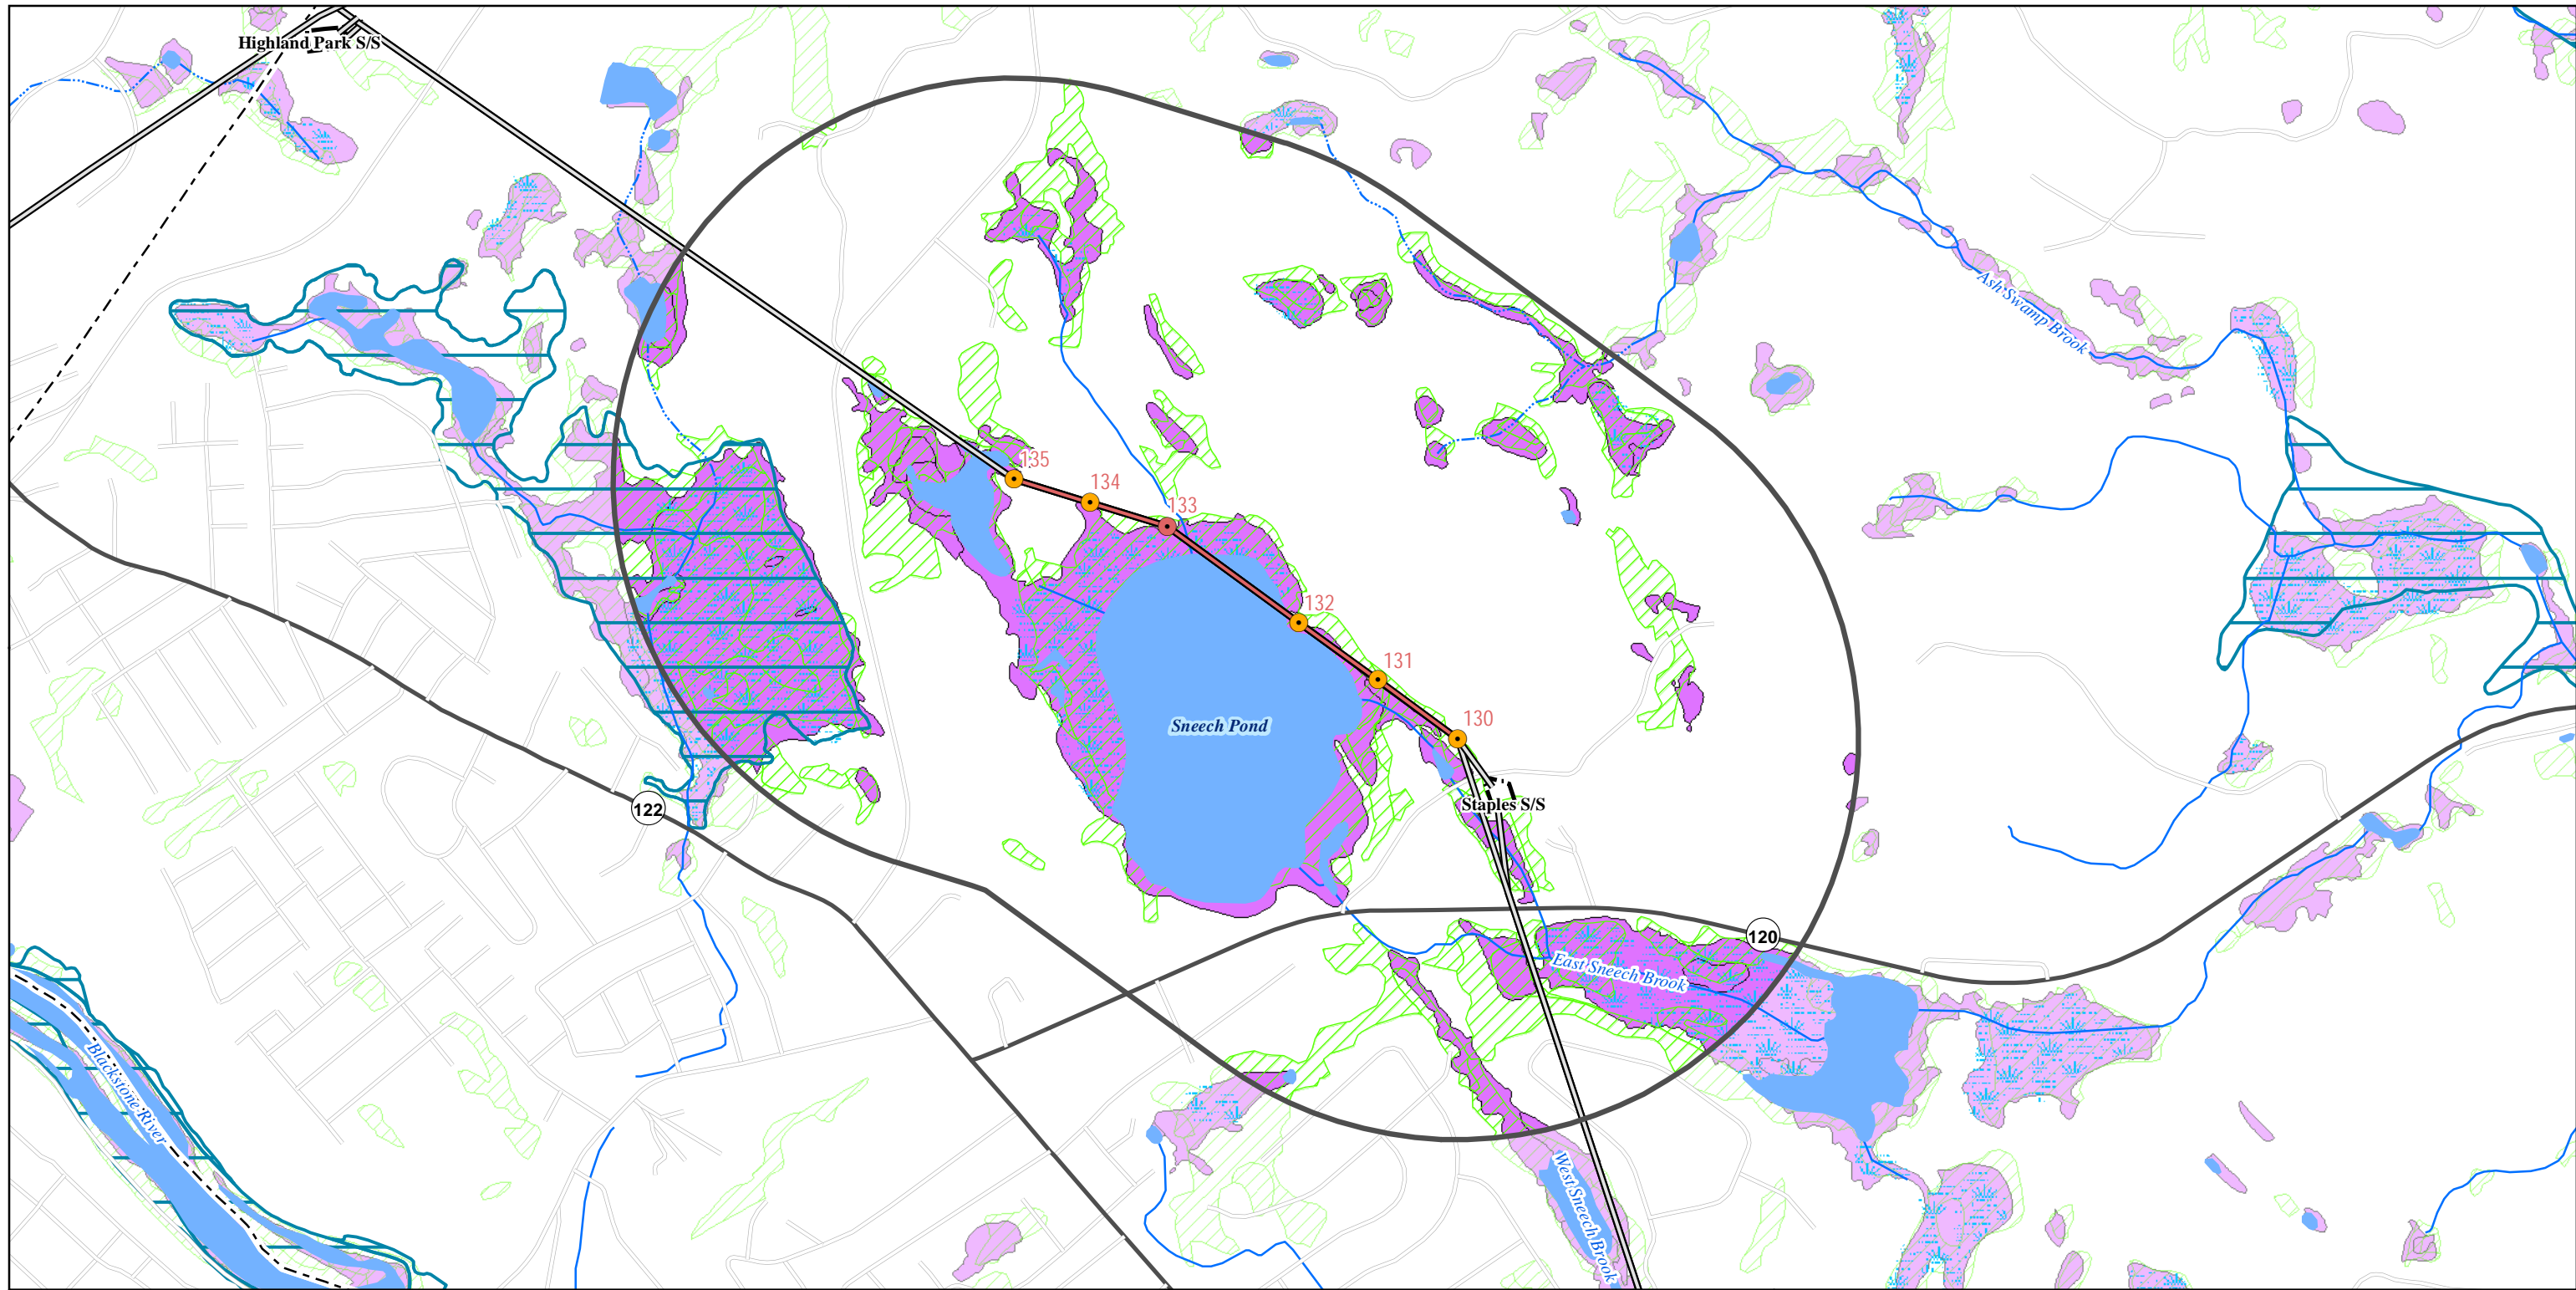 Highland Park S/S
Ash Swamp Brook
135
134
133
132
131
130
Sneech Pond
Staples S/S
122
120
East Sneech Brook
Blackstone River
West Sneech Brook